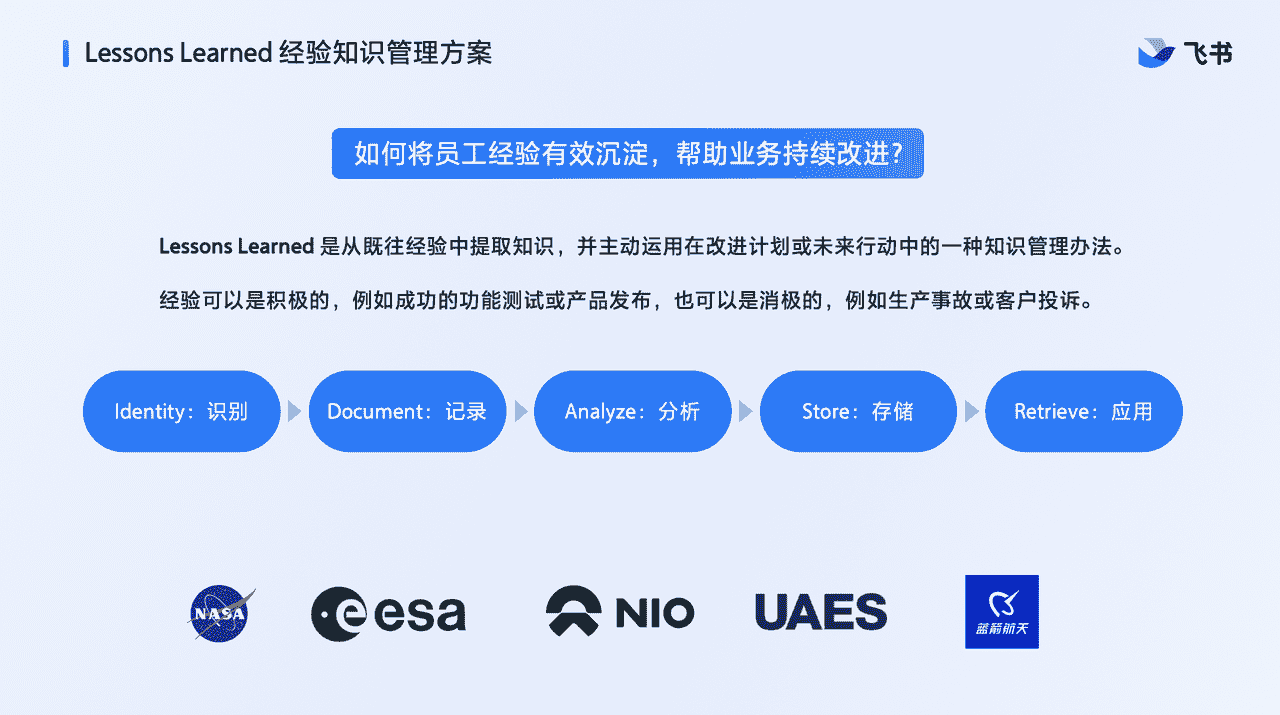 Lessons Learned 经验知识管理方案
飞书
如何将员工经验有效沉淀，帮助业务持续改进?
Lessons Learned 是从既往经验中提取知识，并主动运用在改进计划或未来行动中的一种知识管理办法。
经验可以是积极的，例如成功的功能测试或产品发布，也可以是消极的，例如生产事故或客户投诉。
Identity：识别
Document：记录
Analyze：分析
Store：存储
Retrieve：应用
NASA
esa
NIO
UAES
蓝箭航天